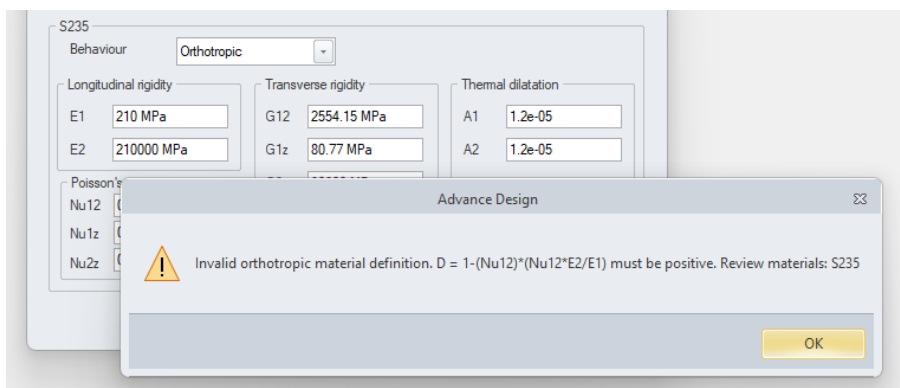 S235
Behaviour Orthotropic
Longitudinal rigidity Transverse rigidity Thermal dilatation
E1 210 MPa G12 2554.15 MPa A1 1.2e-05
E2 210000 MPa G1z 80.77 MPa A2 1.2e-05
Poisson's
Nu12
Nu1z
Nu2z
Advance Design
Invalid orthotropic material definition. D = 1-(Nu12)*(Nu12*E2/E1) must be positive. Review materials: S235
OK